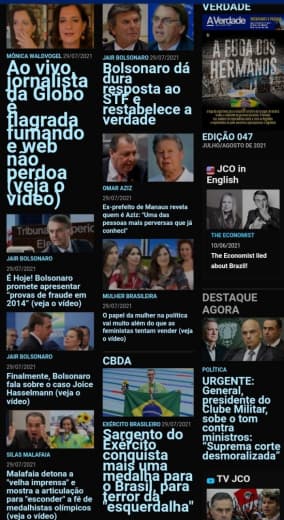 MÔNICA WALDVOGEL 29/07/2021
Ao vivo,
jornalista
da Globo
é
flagrada
fumando
e web
não
perdoa
(veja o
vídeo)
JAIR BOLSONARO
29/07/2021
É Hoje! Bolsonaro
promete apresentar
"provas de fraude em
2014" (veja o vídeo)
JAIR BOLSONARO
29/07/2021
Finalmente, Bolsonaro
fala sobre o caso Joice
Hasselmann (veja o
vídeo)
SILAS MALAFAIA
29/07/2021
Malafaia detona a
"velha imprensa" e
mostra a articulação
para "esconder" a fé de
medalhistas olímpicos
(veja o vídeo)
JAIR BOLSONARO 29/07/2021
Bolsonaro dá
dura
resposta ao
STF e
restabelece a
verdade
OMAR AZIZ
29/07/2021
Ex-prefeito de Manaus revela
quem é Aziz: "Uma das
pessoas mais perversas que já
conheci"
MULHER BRASILEIRA
29/07/2021
O papel da mulher na política
vai muito além do que as
feministas tentam vender (veja o
vídeo)
CBDA
EXÉRCITO BRASILEIRO 29/07/2021
Sargento do
Exército
conquista
mais uma
medalha para
o Brasil, para
terror da
"esquerdalha"
VERDADE
A VERDADE
A FUGA DOS
HERMANOS
EDIÇÃO 047
JULHO/AGOSTO DE 2021
JCO in
English
THE ECONOMIST
10/06/2021
The Economist lied
about Brazil!
DESTAQUE
AGORA
POLÍTICA
URGENTE:
General,
presidente do
Clube Militar,
sobe o tom
contra
ministros:
"Suprema corte
desmoralizada"
TV JCO